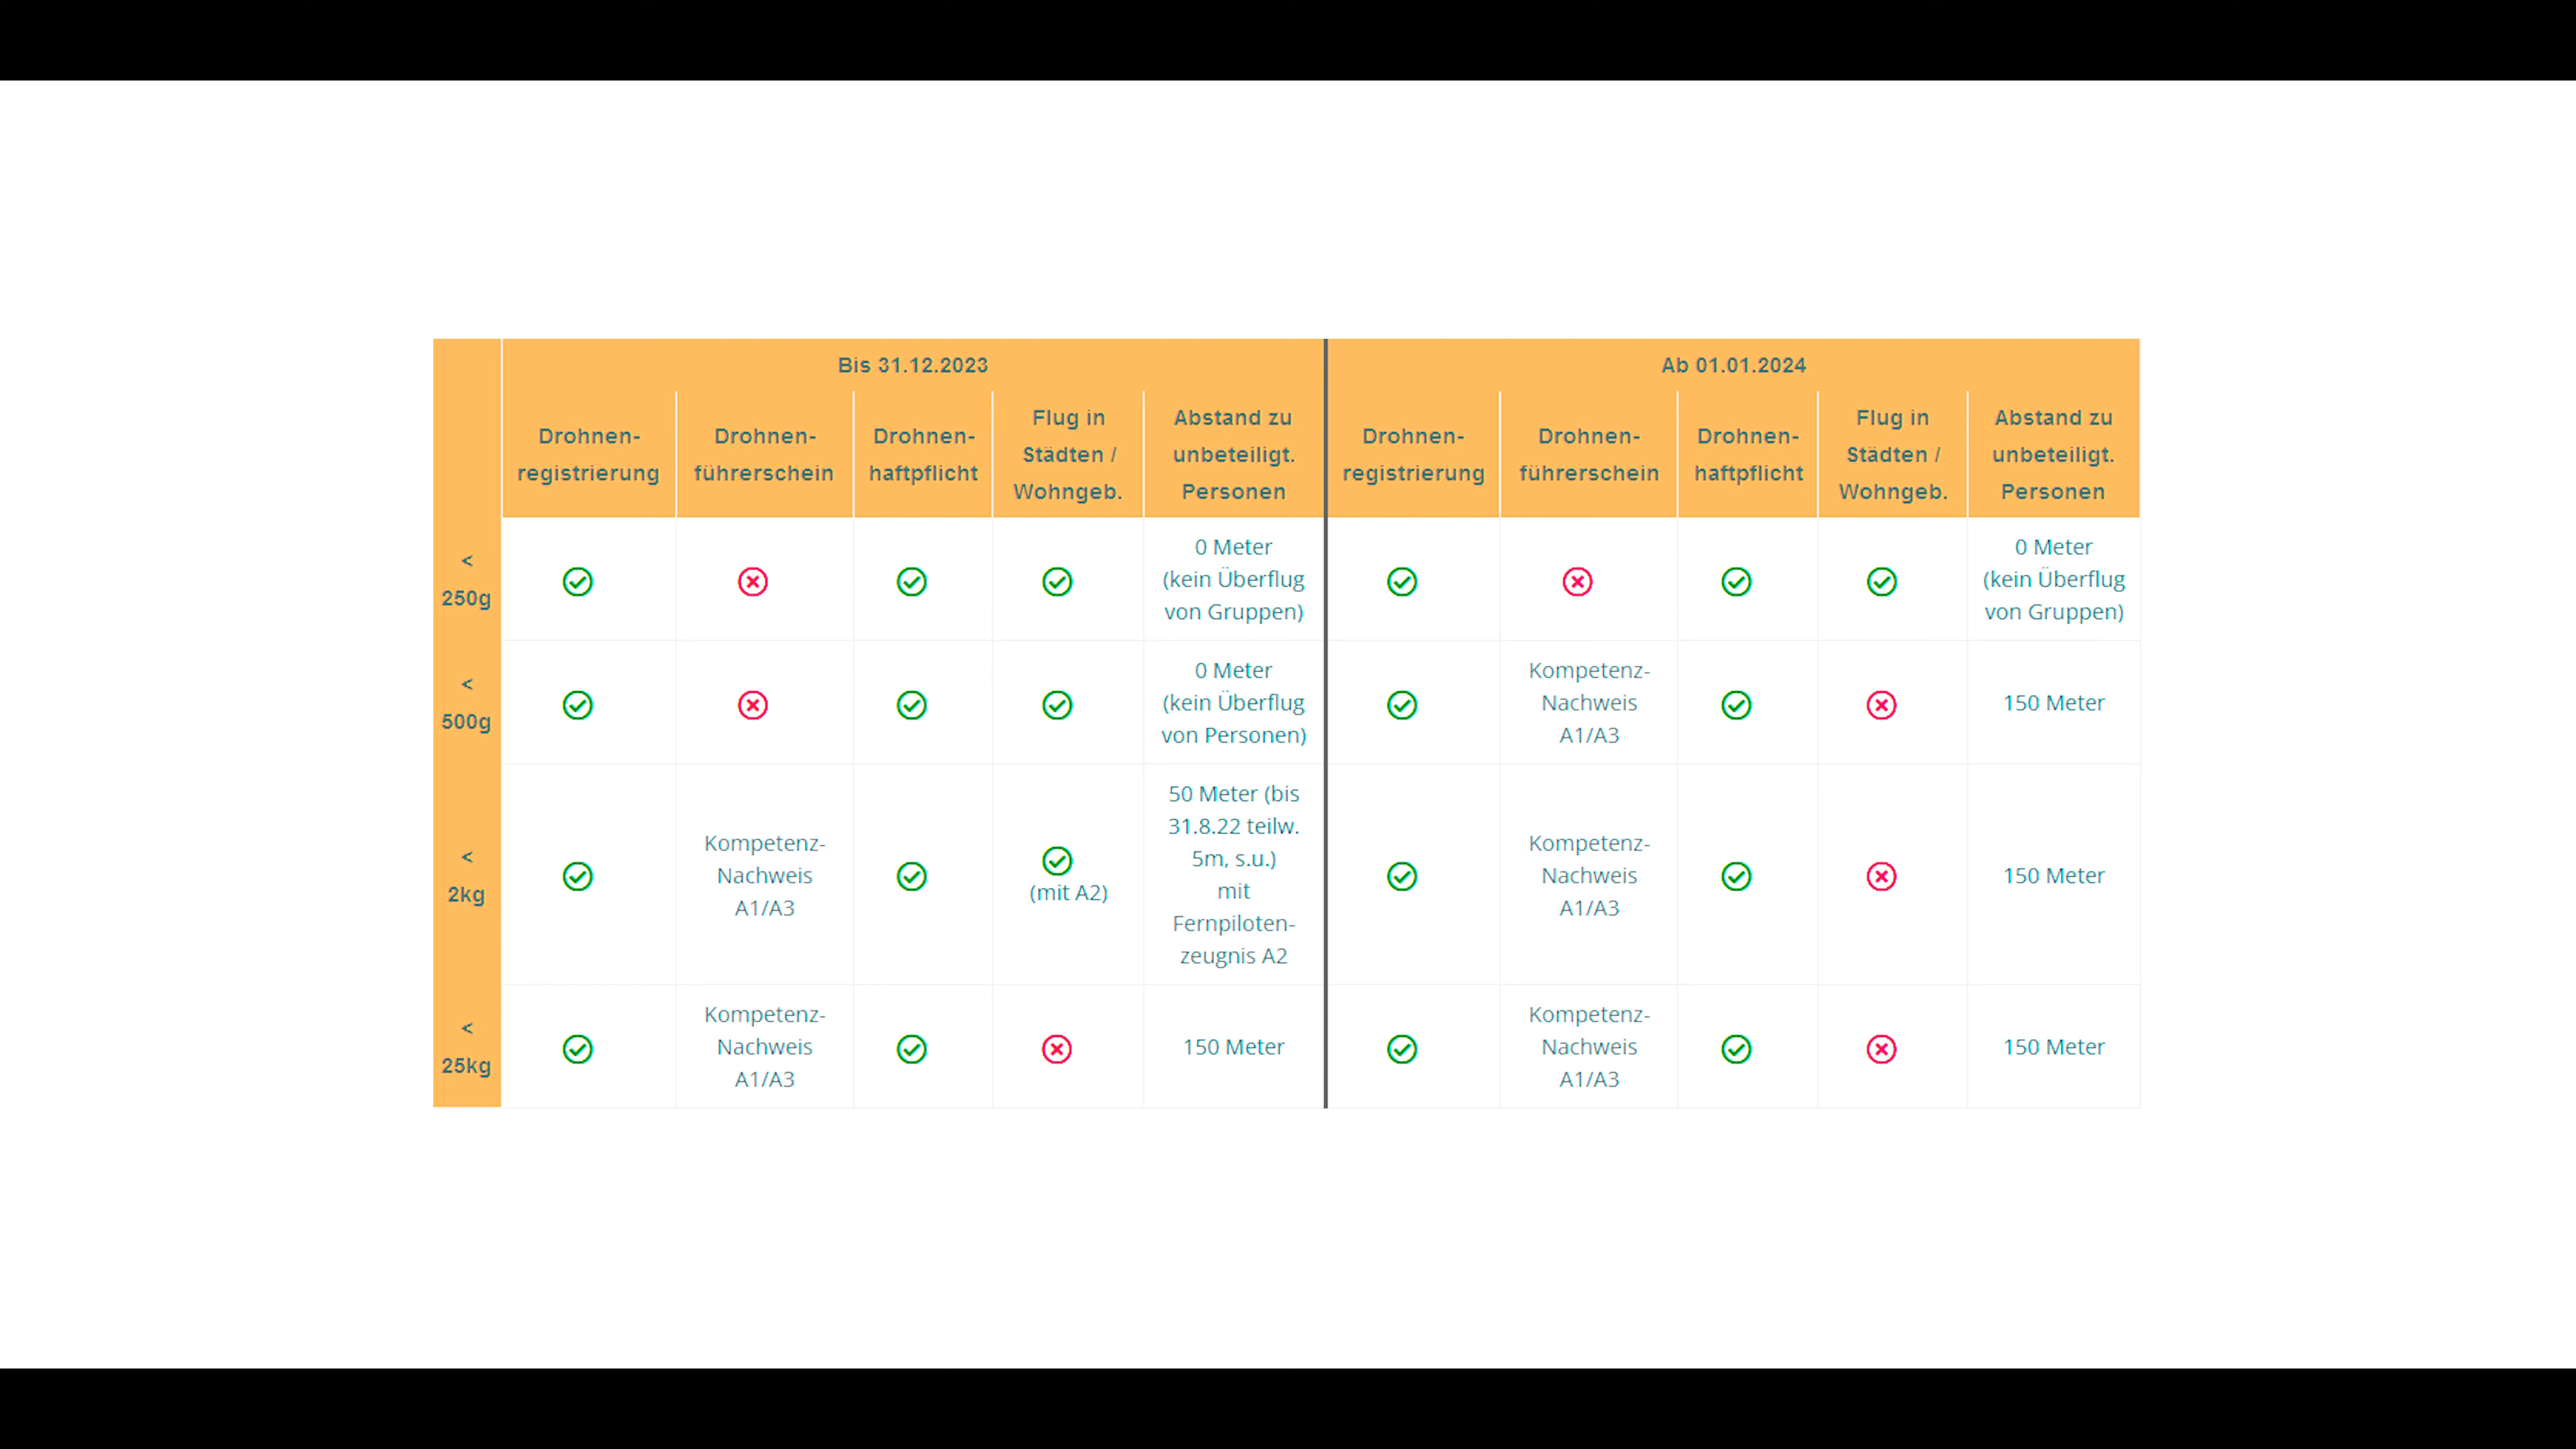 Bis 31.12.2023
Ab 01.01.2024
Drohnen-
registrierung
Drohnen-
führerschein
Drohnen-
haftpflicht
Flug in
Städten /
Wohngeb.
Abstand zu
unbeteiligt.
Personen
Drohnen-
registrierung
Drohnen-
führerschein
Drohnen-
haftpflicht
Flug in
Städten /
Wohngeb.
Abstand zu
unbeteiligt.
Personen
<
250g
0 Meter
(kein Überflug
von Gruppen)
0 Meter
(kein Überflug
von Gruppen)
<
500g
0 Meter
(kein Überflug
von Personen)
Kompetenz-
Nachweis
A1/A3
150 Meter
<
2kg
Kompetenz-
Nachweis
A1/A3
(mit A2)
50 Meter (bis
31.8.22 teilw.
5m, s.u.)
mit
Fernpiloten-
zeugnis A2
Kompetenz-
Nachweis
A1/A3
150 Meter
<
25kg
Kompetenz-
Nachweis
A1/A3
150 Meter
Kompetenz-
Nachweis
A1/A3
150 Meter